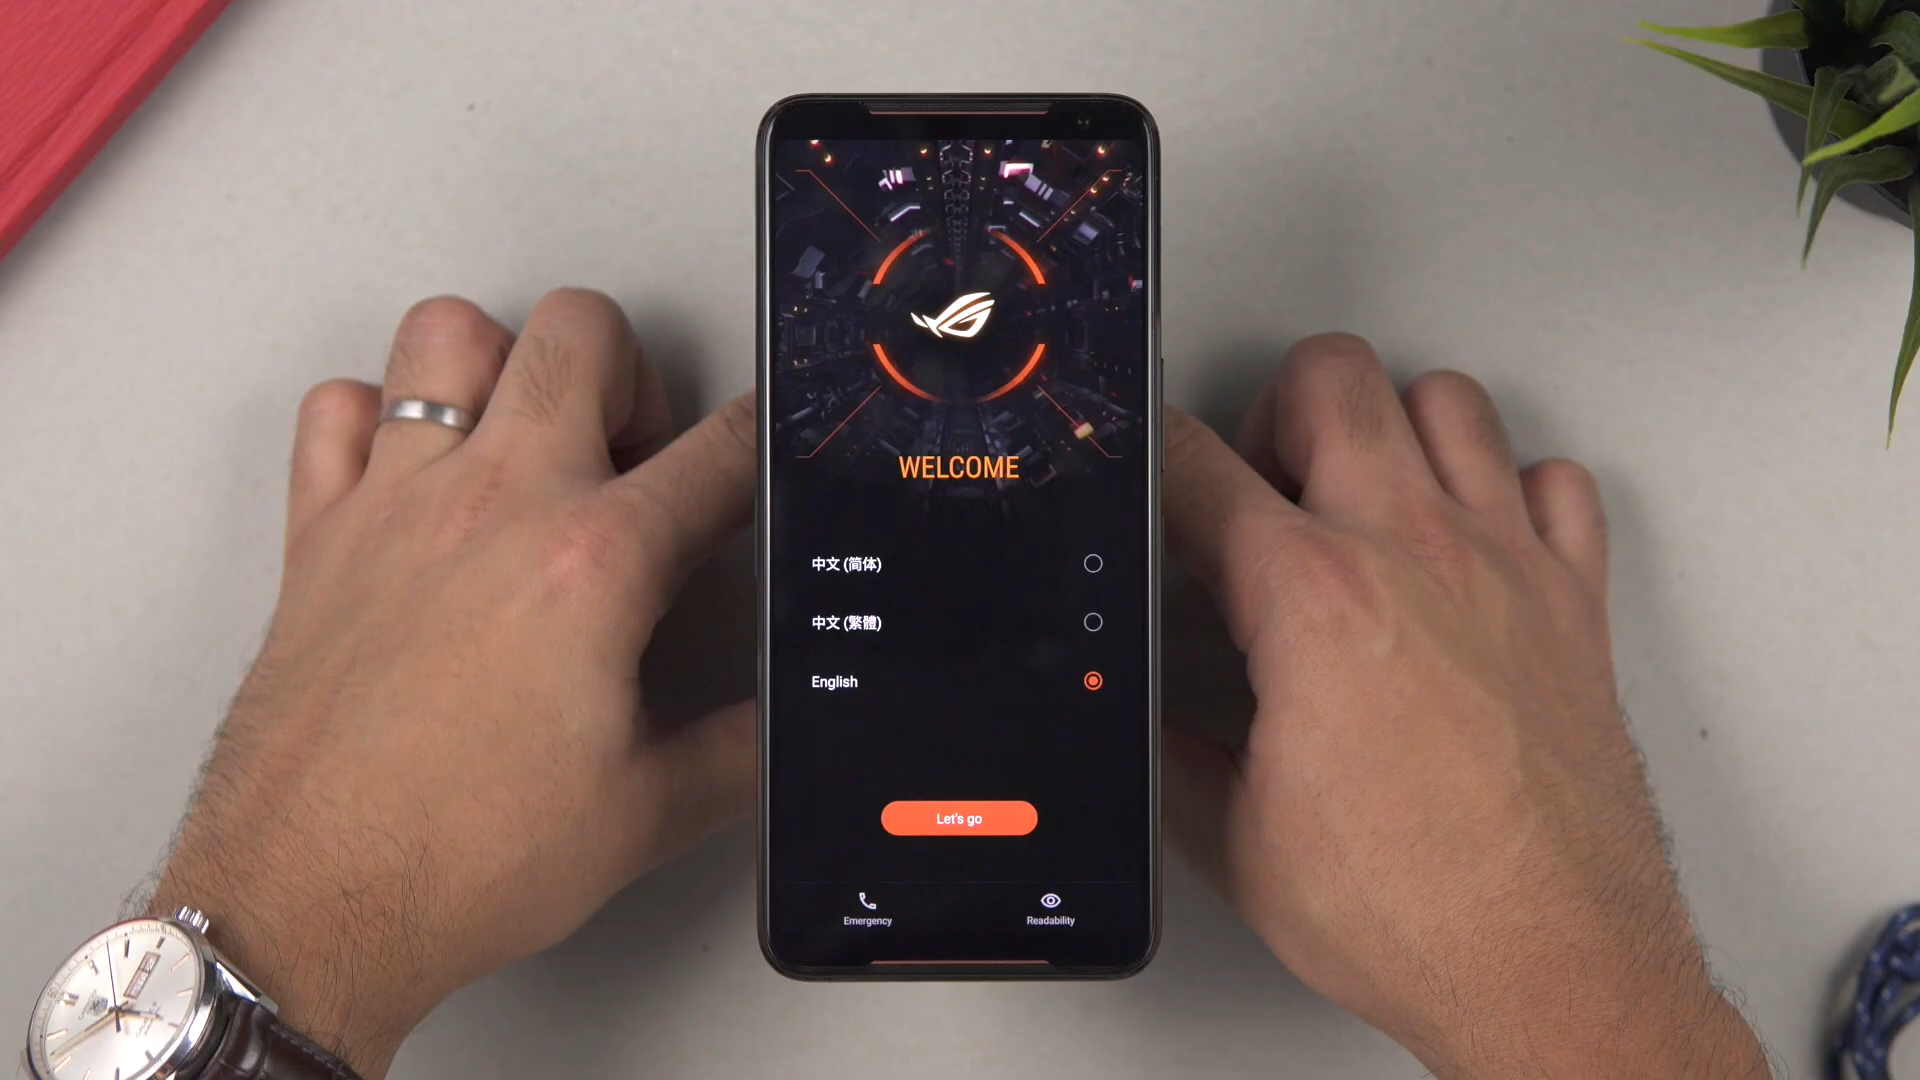 WELCOME
中文 (简体)
中文 (繁體)
English
Let's go
Emergency
Readability